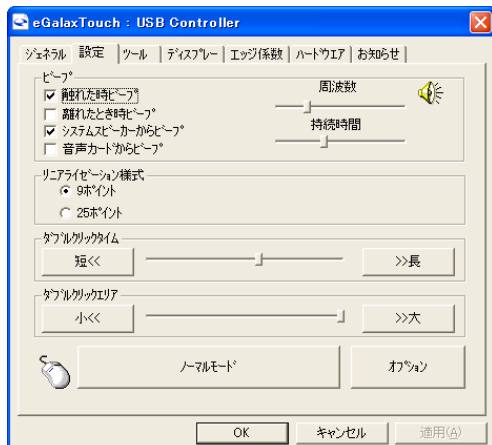 eGalaxTouch : USB Controller
ｼﾞｪﾈﾗﾙ 設定 ﾂｰﾙ ﾃﾞｨｽﾌﾟﾚｰ ｴｯｼﾞ係数 ﾊｰﾄﾞｳｴｱ お知らせ
ﾋﾞｰﾌﾟ
触れた時ﾋﾞｰﾌﾟ
離れたとき時ﾋﾞｰﾌﾟ
ｼｽﾃﾑｽﾋﾟｰｶｰからﾋﾞｰﾌﾟ
音声ｶｰﾄﾞからﾋﾞｰﾌﾟ
周波数
持続時間
ﾘﾆｱﾗｲｾﾞｰｼｮﾝ様式
9ﾎﾟｲﾝﾄ
25ﾎﾟｲﾝﾄ
ﾀﾞﾌﾞﾙｸﾘｯｸﾀｲﾑ
短<< >>長
ﾀﾞﾌﾞﾙｸﾘｯｸｴﾘｱ
小<< >>大
ﾉｰﾏﾙﾓｰﾄﾞ ｵﾌﾟｼｮﾝ
OK キャンセル 適用(A)